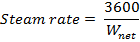 Steam rate = 3600 / W_net